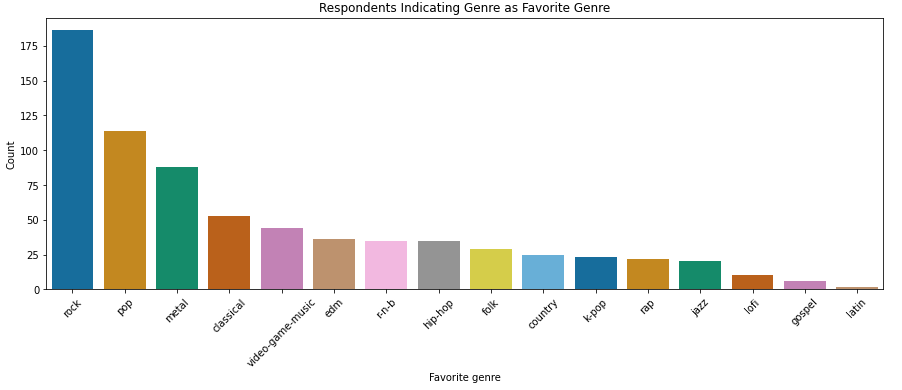 Respondents Indicating Genre as Favorite Genre
Count
175
150
125
100
75
50
25
0
rock
pop
metal
classical
video-game-music
edm
r-n-b
hip-hop
folk
country
k-pop
rap
jazz
lofi
gospel
latin
Favorite genre